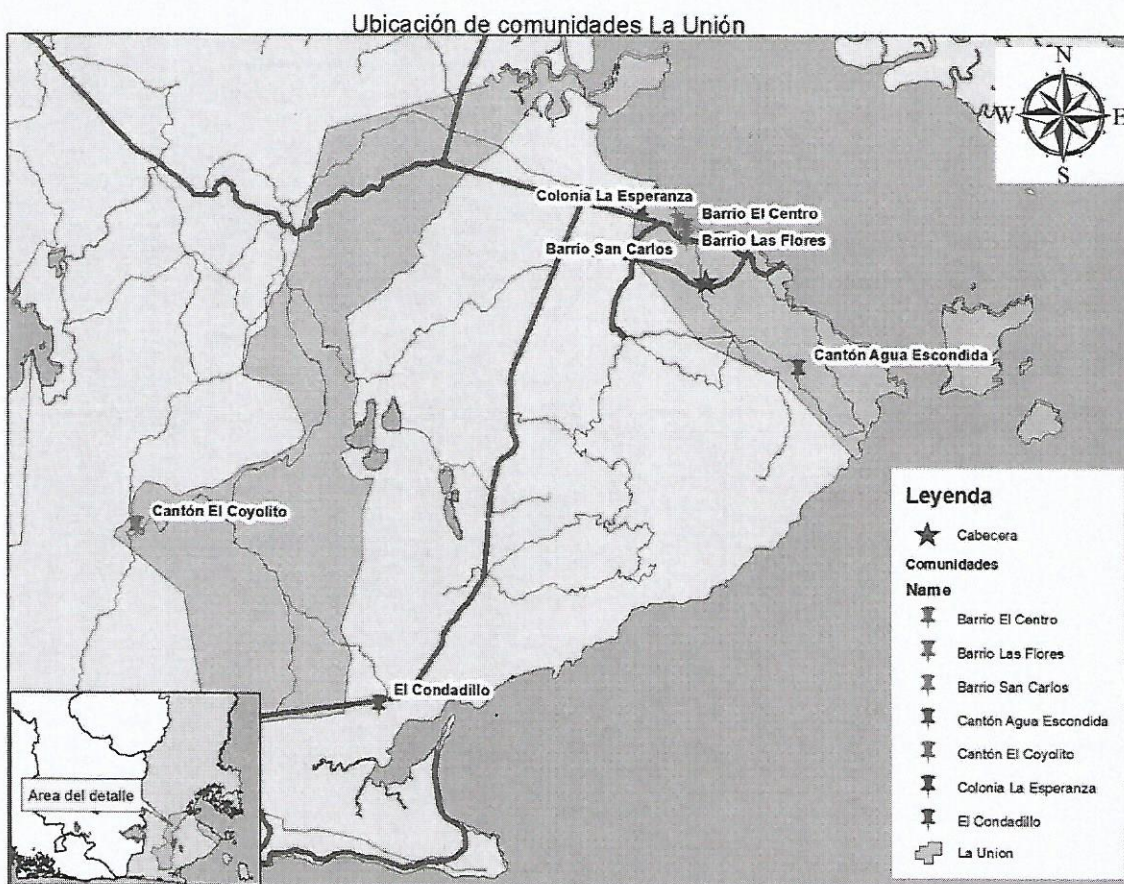 Ubicación de comunidades La Unión
N
W
E
S
Colonia La Esperanza
Barrio El Centro
Barrio San Carlos
Barrio Las Flores
Cantón Agua Escondida
Cantón El Coyolito
El Condadillo
Area del detalle
Leyenda
Cabecera
Comunidades
Name
Barrio El Centro
Barrio Las Flores
Barrio San Carlos
Cantón Agua Escondida
Cantón El Coyolito
Colonia La Esperanza
El Condadillo
La Union